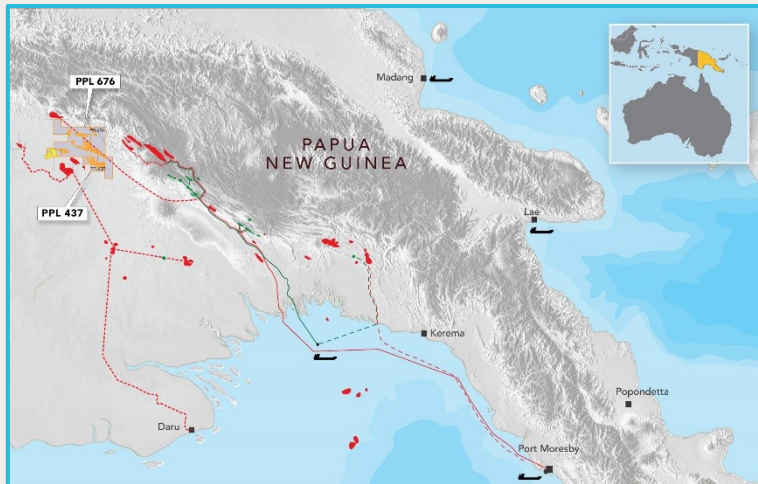 PPL 676
Madang
PAPUA
NEW GUINEA
PPL 437
Lae
Kerema
Popondetta
Daru
Port Moresby